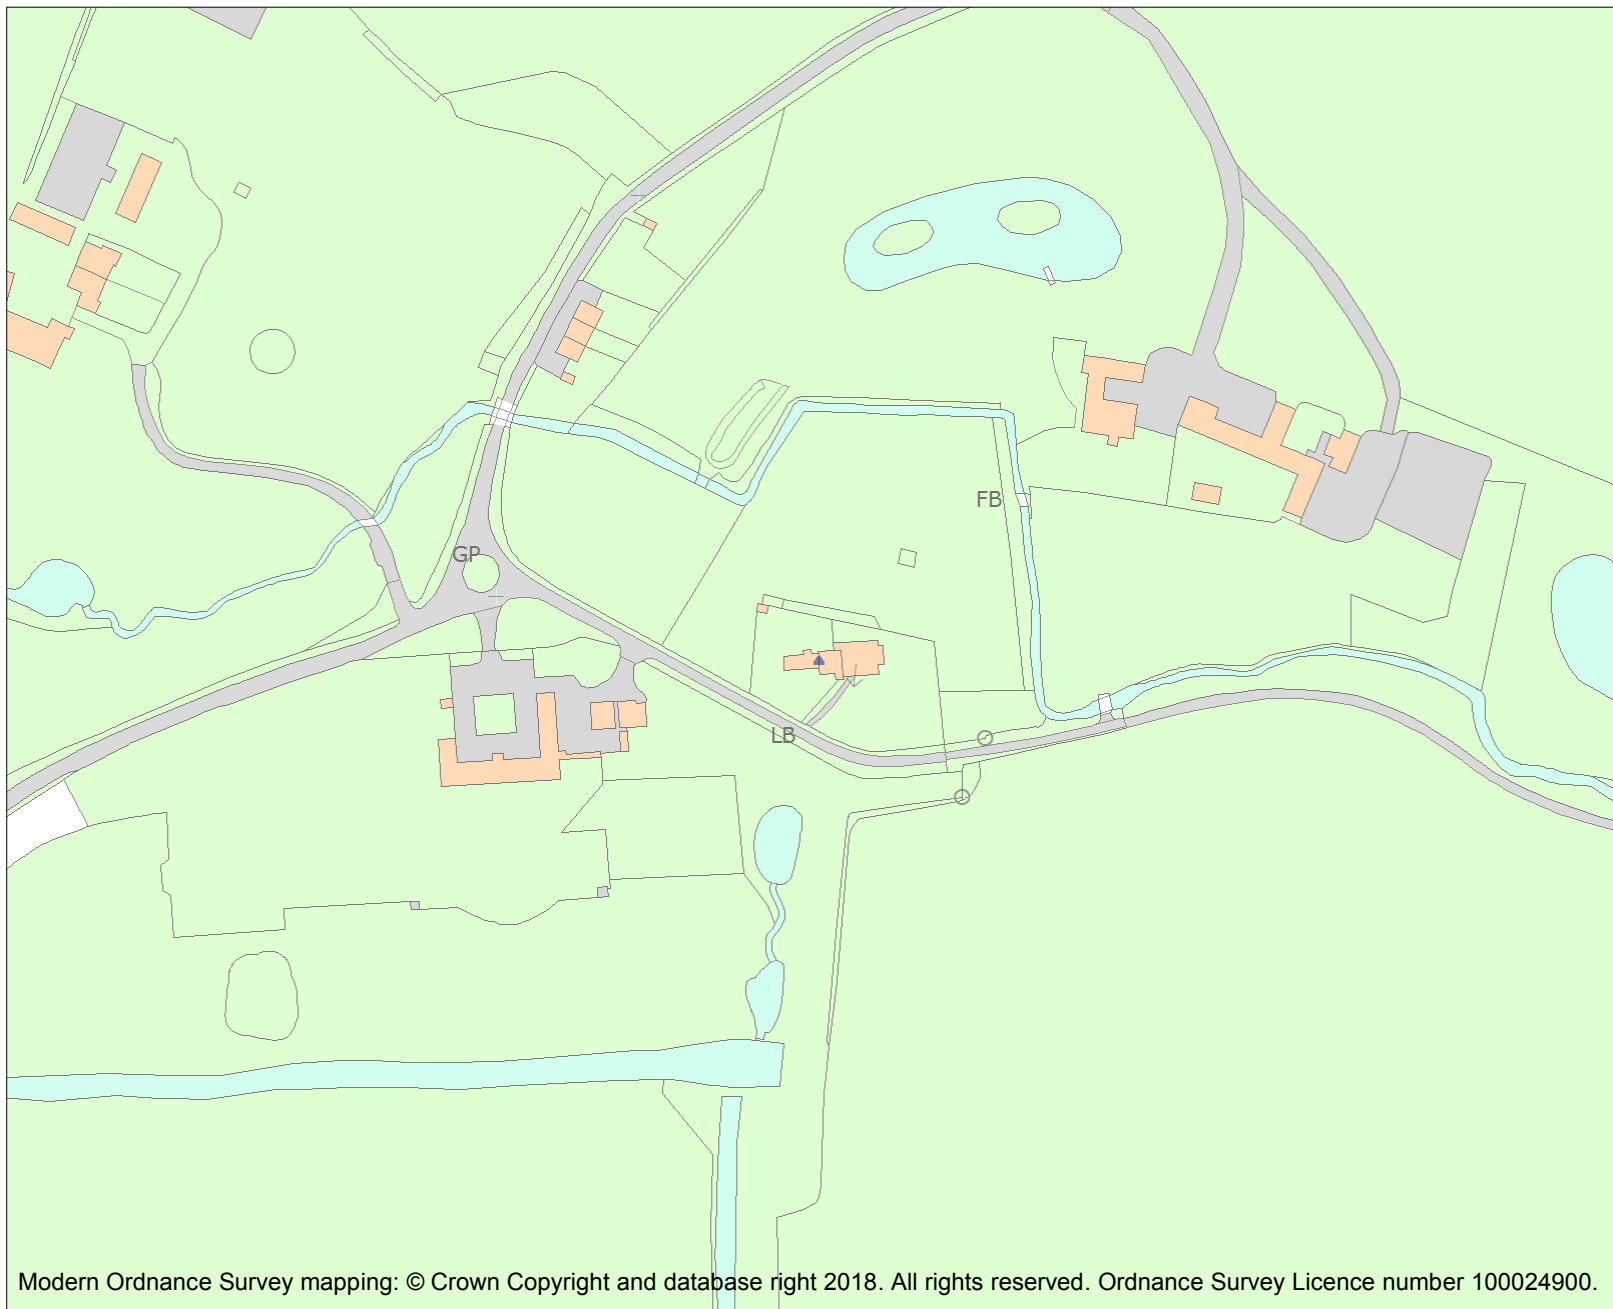 FB
GP
LB
Modern Ordnance Survey mapping: © Crown Copyright and database right 2018. All rights reserved. Ordnance Survey Licence number 100024900.